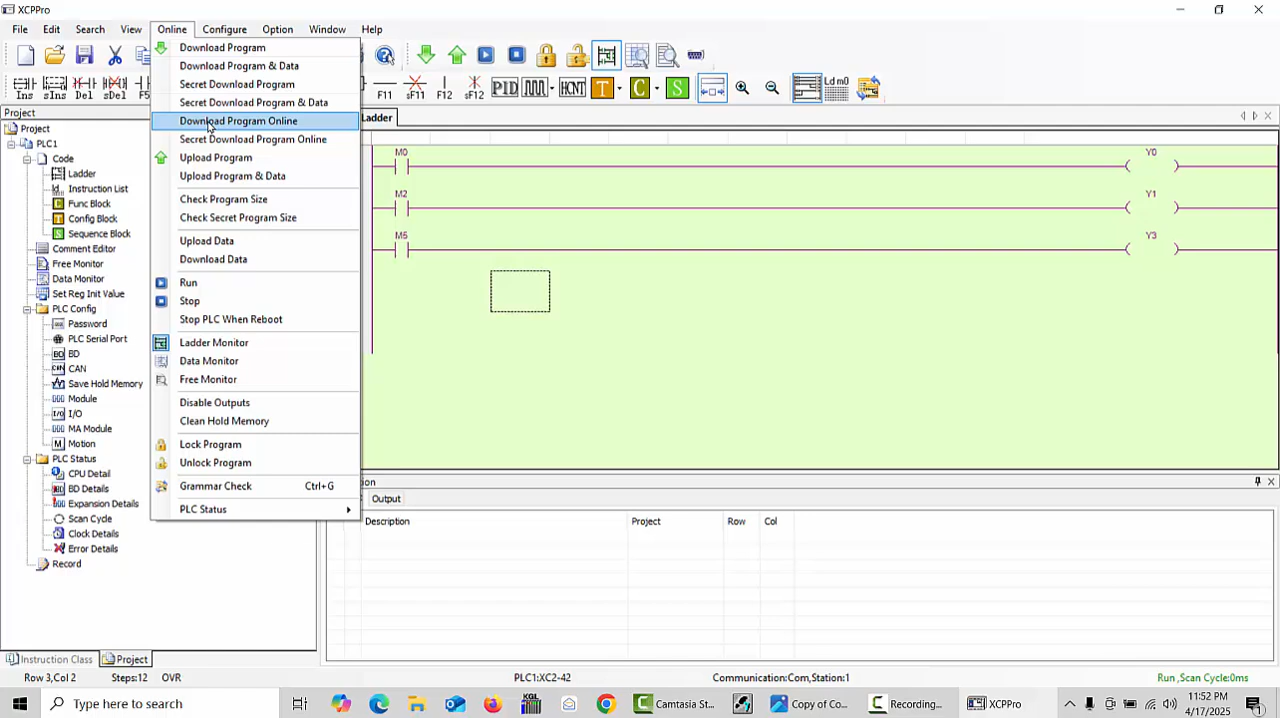 XCPPro
File Edit Search View Online Configure Option Window Help
Ins sIns Del sDel F5 F11 sF11 F12 sF12 PID HCNT T C S Ld m0
Project
Project
PLC1
Code
Ladder
Instruction List
Func Block
Config Block
Sequence Block
Comment Editor
Free Monitor
Data Monitor
Set Reg Init Value
PLC Config
Password
PLC Serial Port
BD
CAN
Save Hold Memory
Module
I/O
MA Module
Motion
PLC Status
CPU Detail
BD Details
Expansion Details
Scan Cycle
Clock Details
Error Details
Record
Instruction Class Project
Download Program
Download Program & Data
Secret Download Program
Secret Download Program & Data
Download Program Online
Secret Download Program Online
Upload Program
Upload Program & Data
Check Program Size
Check Secret Program Size
Upload Data
Download Data
Run
Stop
Stop PLC When Reboot
Ladder Monitor
Data Monitor
Free Monitor
Disable Outputs
Clean Hold Memory
Lock Program
Unlock Program
Grammar Check Ctrl+G
PLC Status
Ladder
M0 Y0
M2 Y1
M5 Y3
Output
Description Project Row Col
Row 3,Col 2 Steps:12 OVR PLC1:XC2-42 Communication:Com,Station:1 Run ,Scan Cycle:0ms
Type here to search
KGL
Camtasia St...
Copy of Co...
Recording...
XCPPro
11:52 PM
4/17/2025
1